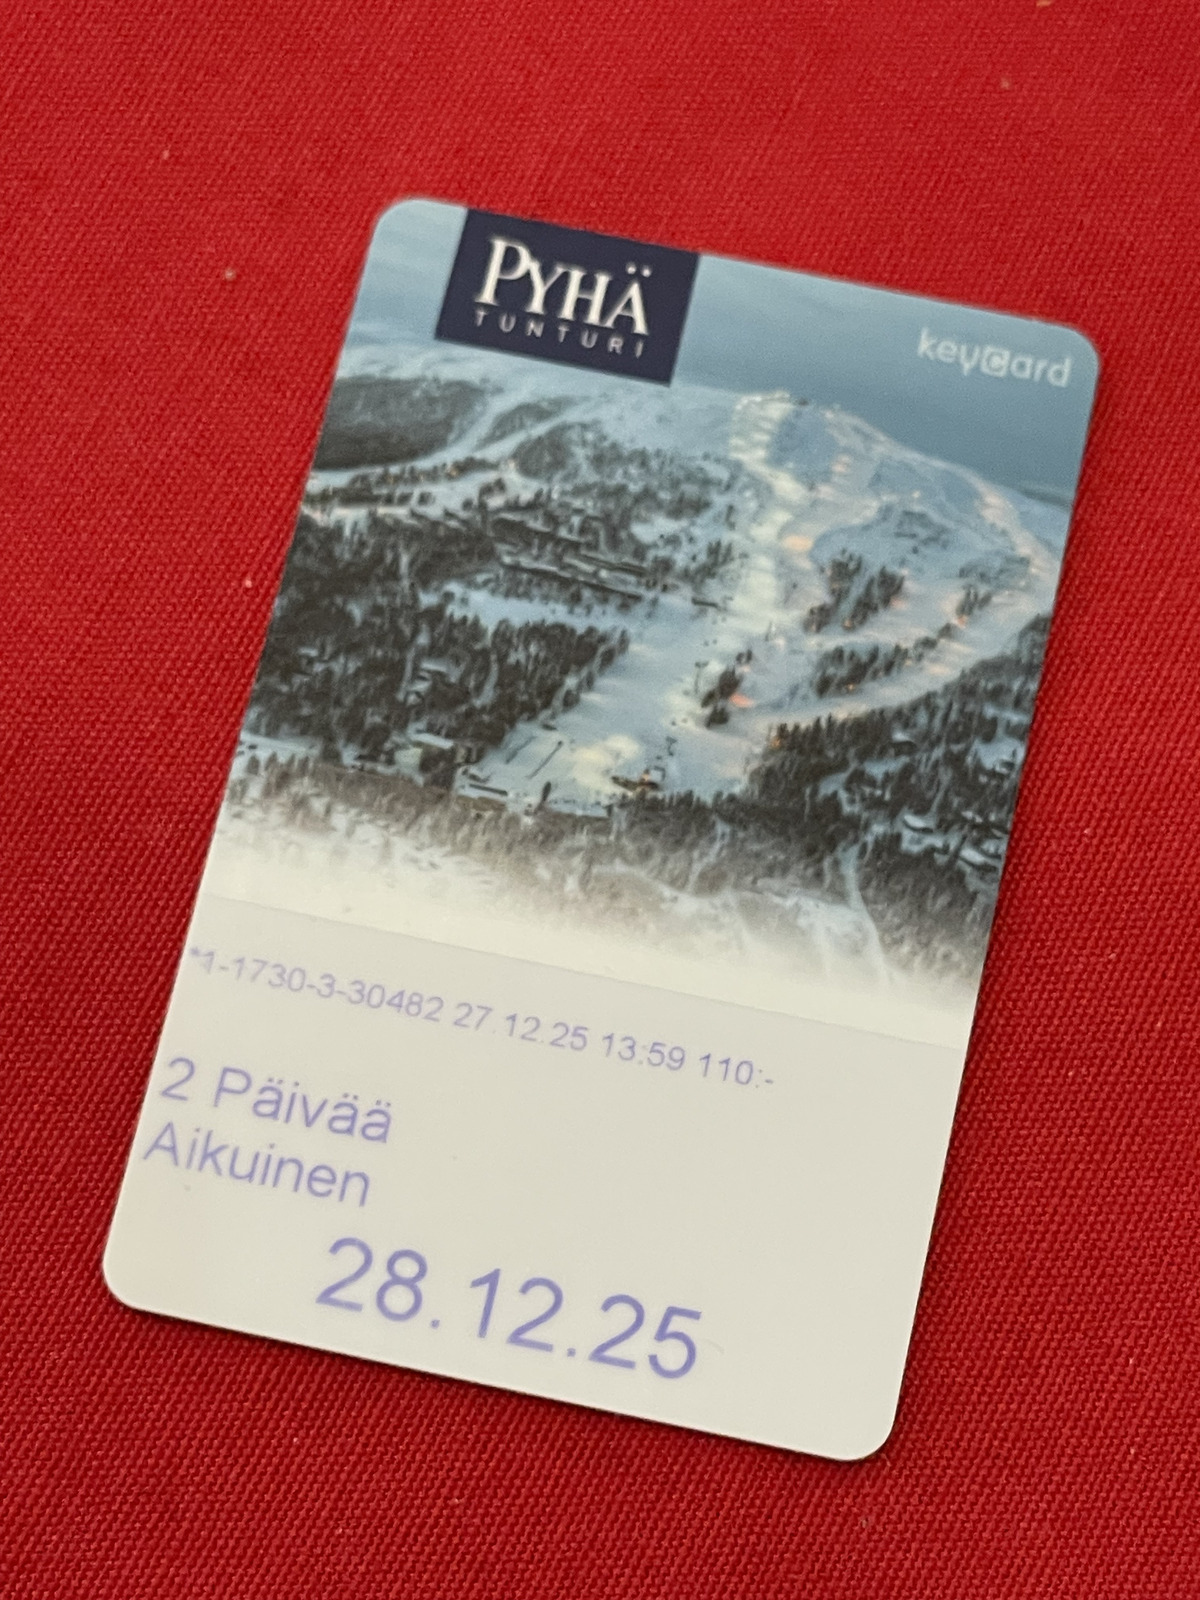 PYHÄ
TUNTURI
keycard
*1-1730-3-30482 27.12.25 13:59 110:-
2 Päivää
Aikuinen
28.12.25